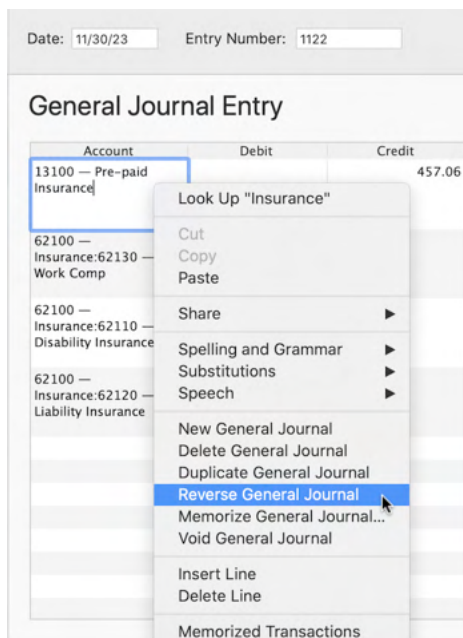 Date: 11/30/23 Entry Number: 1122
General Journal Entry
Account Debit Credit
13100 — Pre-paid 457.06
Insurance
62100 —
Insurance:62130 —
Work Comp
62100 —
Insurance:62110 —
Disability Insurance
62100 —
Insurance:62120 —
Liability Insurance
Look Up "Insurance"
Cut
Copy
Paste
Share
Spelling and Grammar
Substitutions
Speech
New General Journal
Delete General Journal
Duplicate General Journal
Reverse General Journal
Memorize General Journal...
Void General Journal
Insert Line
Delete Line
Memorized Transactions